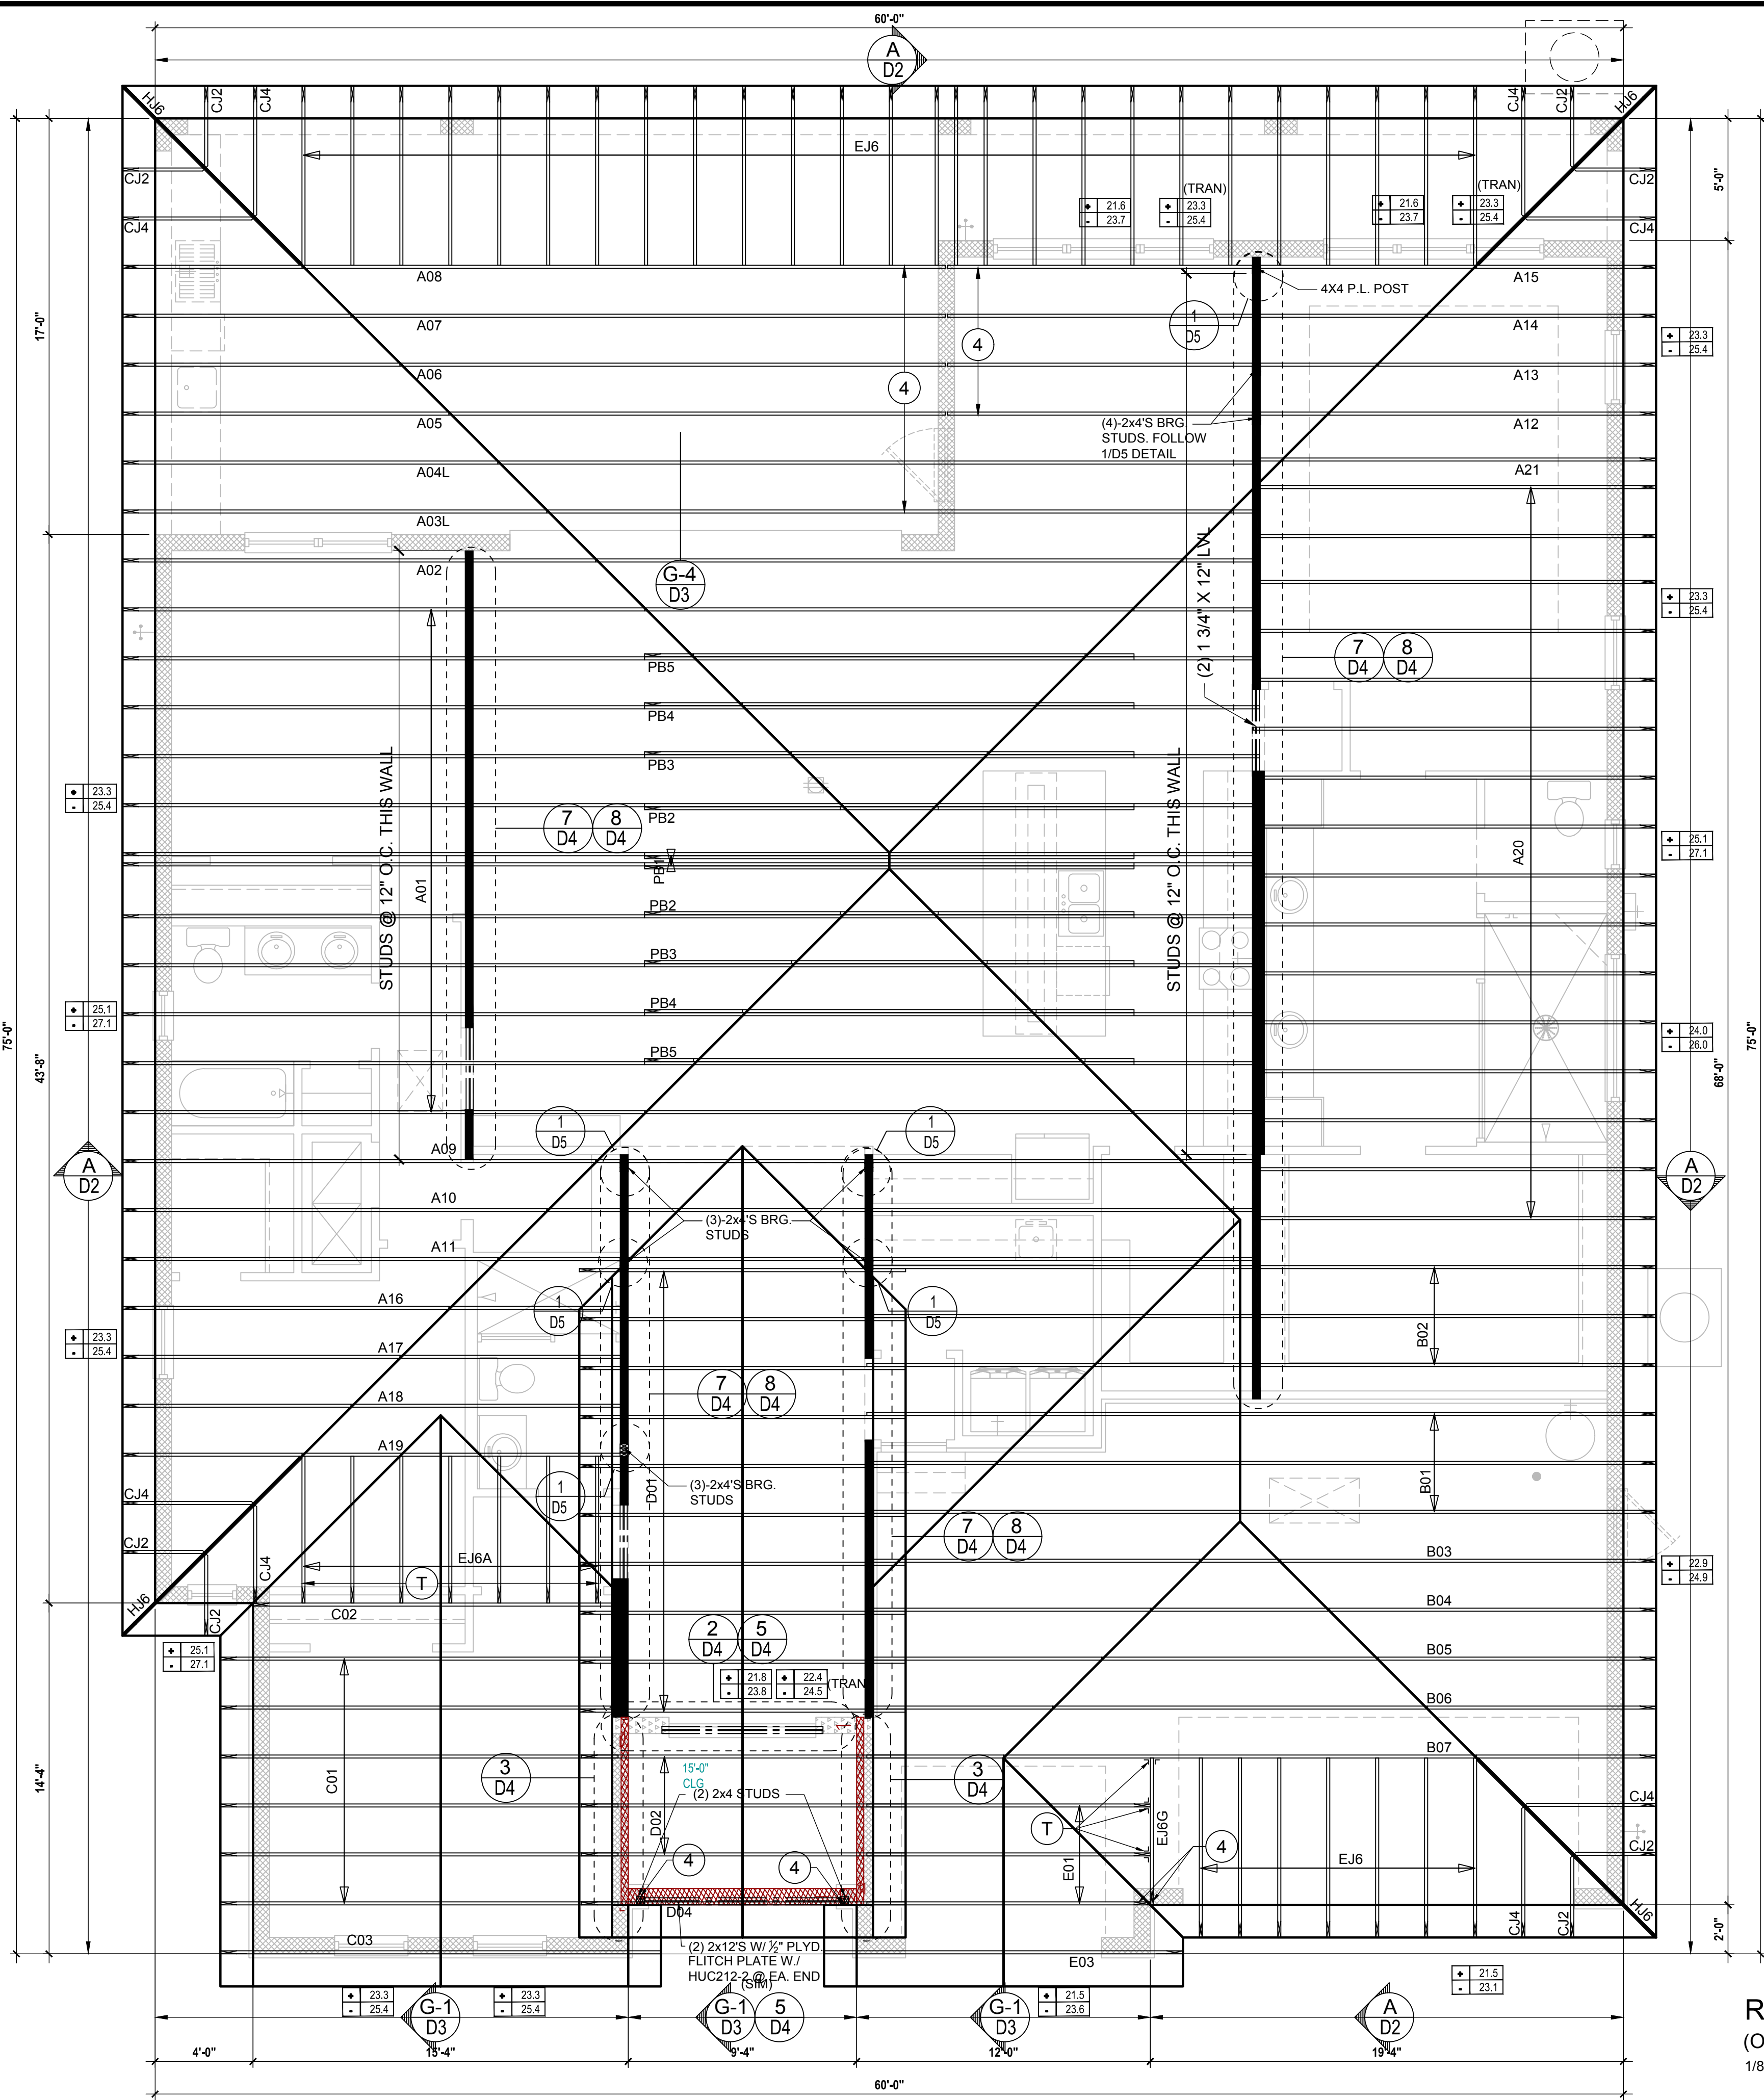 60'-0"
A
D2
HJ6
CJ2
CJ4
CJ4
CJ2
HJ6
EJ6
CJ2
CJ4
CJ2
CJ4
5'-0"
(TRAN)
+ 21.6
- 23.7
+ 23.3
- 25.4
(TRAN)
+ 21.6
- 23.7
+ 23.3
- 25.4
17'-0"
A08
A07
A06
A05
A04L
A03L
A02
A15
A14
A13
A12
A21
4X4 P.L. POST
1
D5
4
4
(4)-2x4'S BRG.
STUDS. FOLLOW
1/D5 DETAIL
+ 23.3
- 25.4
G-4
D3
(2) 1 3/4" X 12" LVL
+ 23.3
- 25.4
7
D4
8
D4
PB5
PB4
PB3
PB2
PB1
PB2
PB3
PB4
PB5
STUDS @ 12" O.C. THIS WALL
A01
7
D4
8
D4
STUDS @ 12" O.C. THIS WALL
A20
+ 23.3
- 25.4
+ 25.1
- 27.1
+ 25.1
- 27.1
+ 24.0
- 26.0
75'-0"
43'-8"
68'-0"
75'-0"
A
D2
A
D2
A09
A10
A11
A16
A17
A18
A19
1
D5
1
D5
(3)-2x4'S BRG.
STUDS
1
D5
1
D5
+ 23.3
- 25.4
B02
7
D4
8
D4
D01
(3)-2x4'S BRG.
STUDS
1
D5
B01
CJ4
CJ2
CJ4
CJ2
HJ6
EJ6A
T
7
D4
8
D4
B03
B04
B05
B06
B07
+ 22.9
- 24.9
C02
+ 25.1
- 27.1
2
D4
5
D4
+ 21.8
- 23.8
+ 22.4
- 24.5
(TRAN
14'-4"
C01
3
D4
15'-0"
CLG
(2) 2x4 STUDS
D02
3
D4
T
E01
EJ6G
4
EJ6
4
4
CJ4
CJ2
CJ4
CJ2
HJ6
2'-0"
D04
C03
(2) 2x12'S W/ ½" PLYD.
FLITCH PLATE W./
HUC212-2 @ EA. END
(SIM)
E03
+ 23.3
- 25.4
+ 23.3
- 25.4
+ 21.5
- 23.6
+ 21.5
- 23.1
G-1
D3
G-1
D3
5
D4
G-1
D3
A
D2
R
(O
1/8
4'-0"
15'-4"
9'-4"
12'-0"
19'-4"
60'-0"